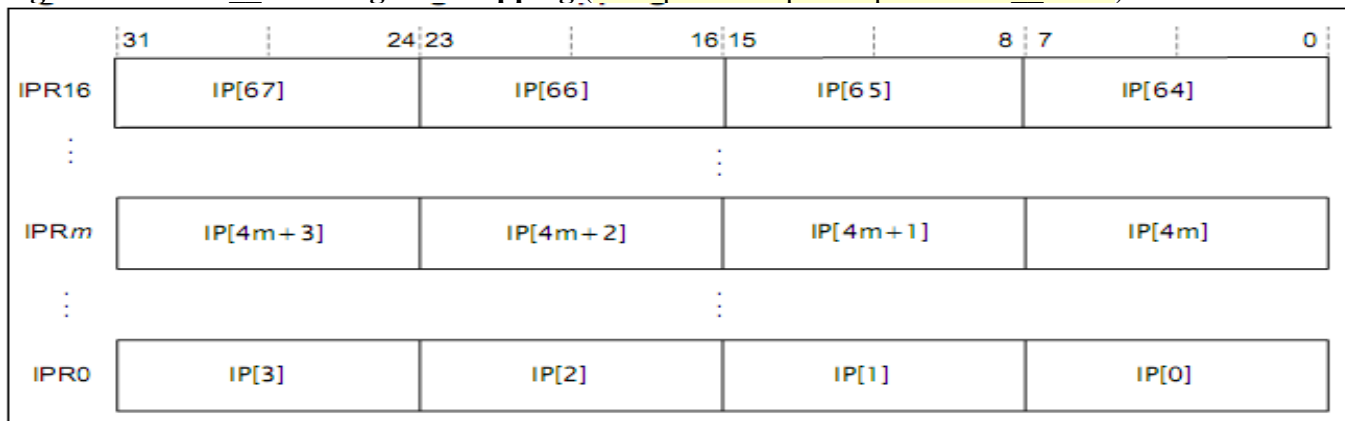 31 24 23 16 15 8 7 0
IPR16 IP[67] IP[66] IP[65] IP[64]
IPRm IP[4m+3] IP[4m+2] IP[4m+1] IP[4m]
IPR0 IP[3] IP[2] IP[1] IP[0]